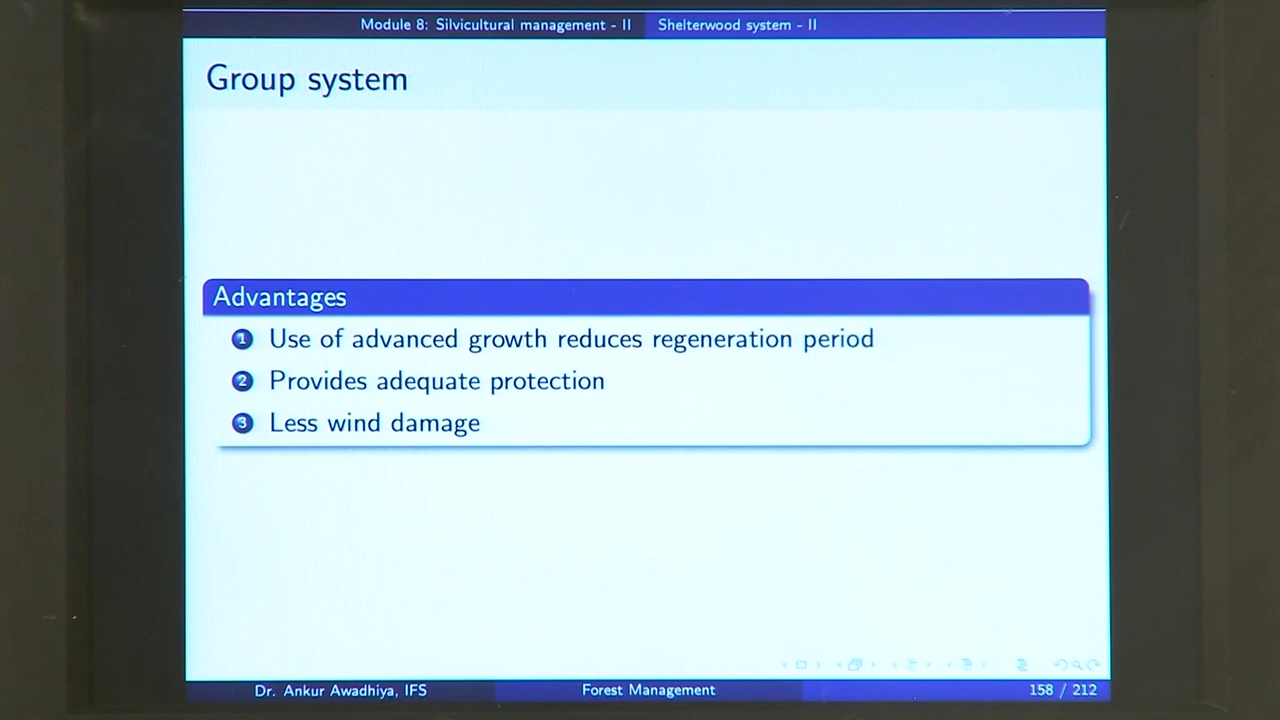 Module 8: Silvicultural management - II Shelterwood system - II
Group system
Advantages
1 Use of advanced growth reduces regeneration period
2 Provides adequate protection
3 Less wind damage
Dr. Ankur Awadhiya, IFS Forest Management 158 / 212